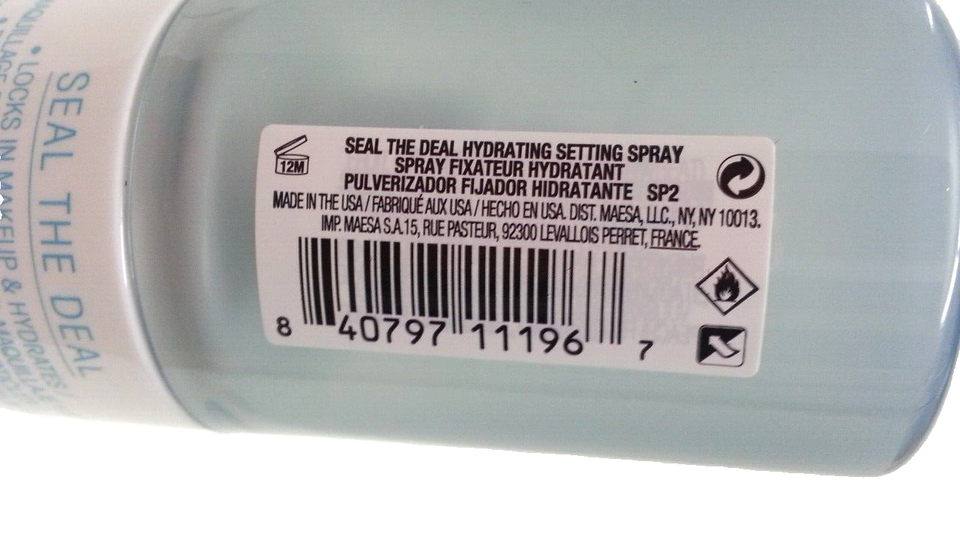 SEAL THE DEAL
• LOCKS IN MAKEUP & HYDRATES /
12M
SEAL THE DEAL HYDRATING SETTING SPRAY
SPRAY FIXATEUR HYDRATANT
PULVERIZADOR FIJADOR HIDRATANTE SP2
MADE IN THE USA / FABRIQUÉ AUX USA / HECHO EN USA. DIST. MAESA, LLC., NY, NY 10013.
IMP. MAESA S.A.15, RUE PASTEUR, 92300 LEVALLOIS PERRET, FRANCE.
8 40797 11196 7